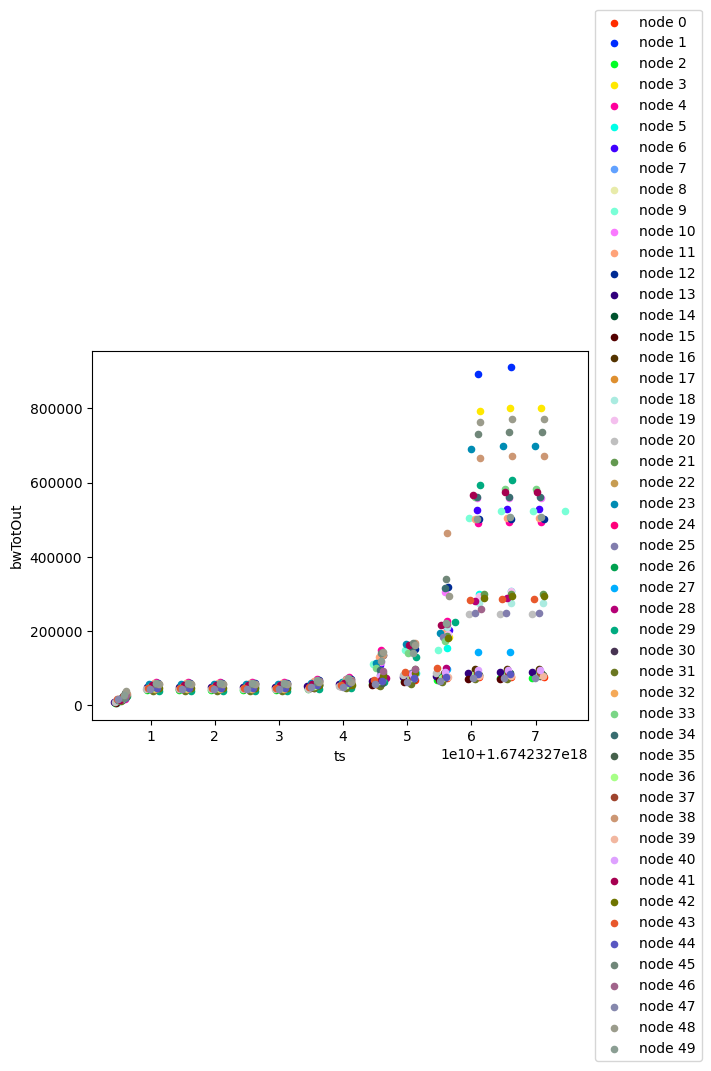 node 0
node 1
node 2
node 3
node 4
node 5
node 6
node 7
node 8
node 9
node 10
node 11
node 12
node 13
node 14
node 15
node 16
node 17
node 18
node 19
node 20
node 21
node 22
node 23
node 24
node 25
node 26
node 27
node 28
node 29
node 30
node 31
node 32
node 33
node 34
node 35
node 36
node 37
node 38
node 39
node 40
node 41
node 42
node 43
node 44
node 45
node 46
node 47
node 48
node 49
800000
600000
400000
200000
0
bwTotOut
1 2 3 4 5 6 7
ts
1e10+1.6742327e18